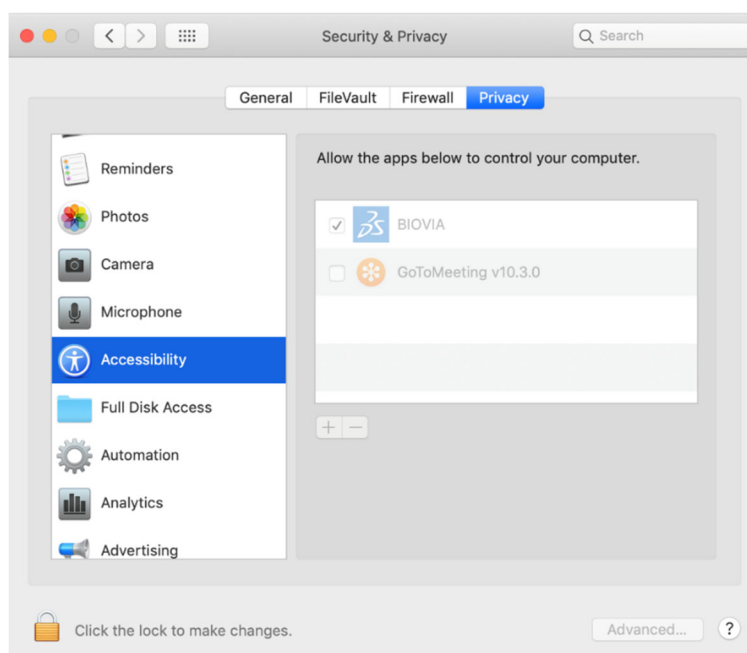 Security & Privacy
Search
General
FileVault
Firewall
Privacy
Reminders
Photos
Camera
Microphone
Accessibility
Full Disk Access
Automation
Analytics
Advertising
Allow the apps below to control your computer.
BIOVIA
GoToMeeting v10.3.0
+ −
Click the lock to make changes.
Advanced...
?